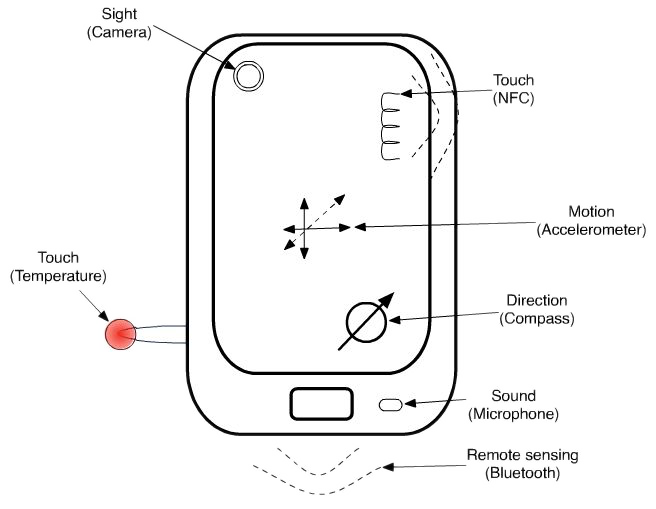 Sight
(Camera)
Touch
(NFC)
Motion
(Accelerometer)
Touch
(Temperature)
Direction
(Compass)
Sound
(Microphone)
Remote sensing
(Bluetooth)